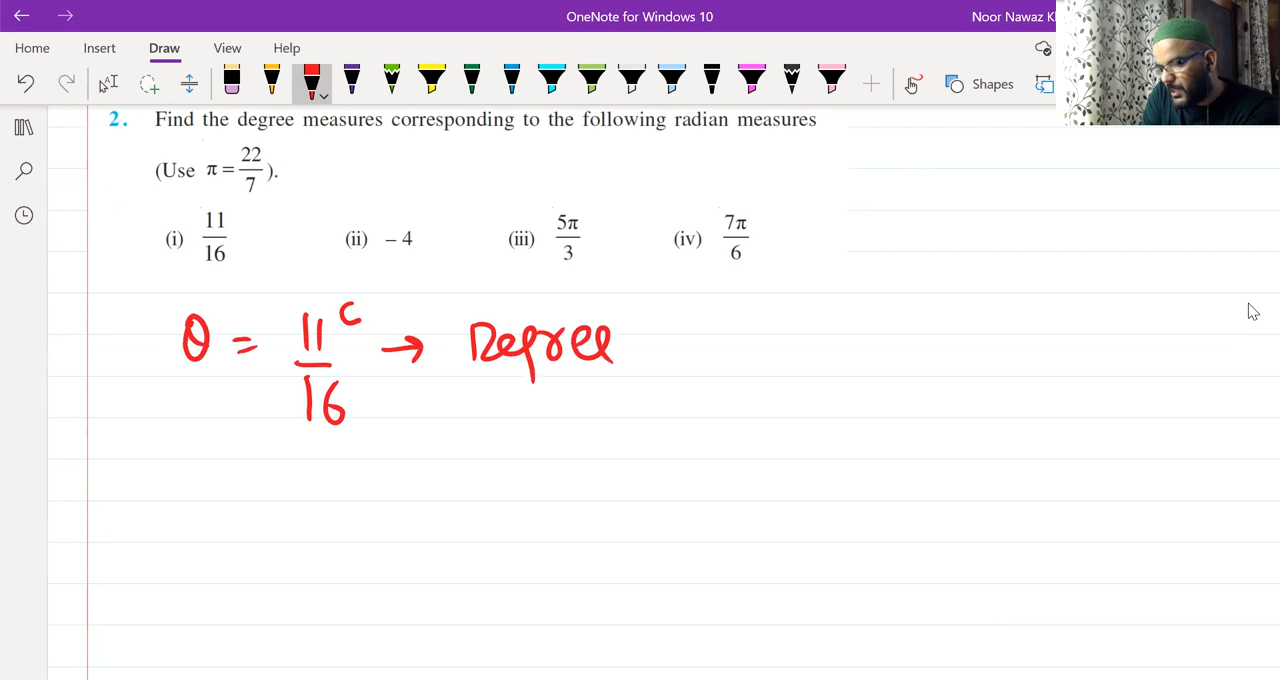 OneNote for Windows 10
Noor Nawaz Kh
Home Insert Draw View Help
Shapes
2. Find the degree measures corresponding to the following radian measures
(Use π = 22/7 ).
(i) 11/16 (ii) – 4 (iii) 5π/3 (iv) 7π/6
θ = 11/16 ᶜ → Degree